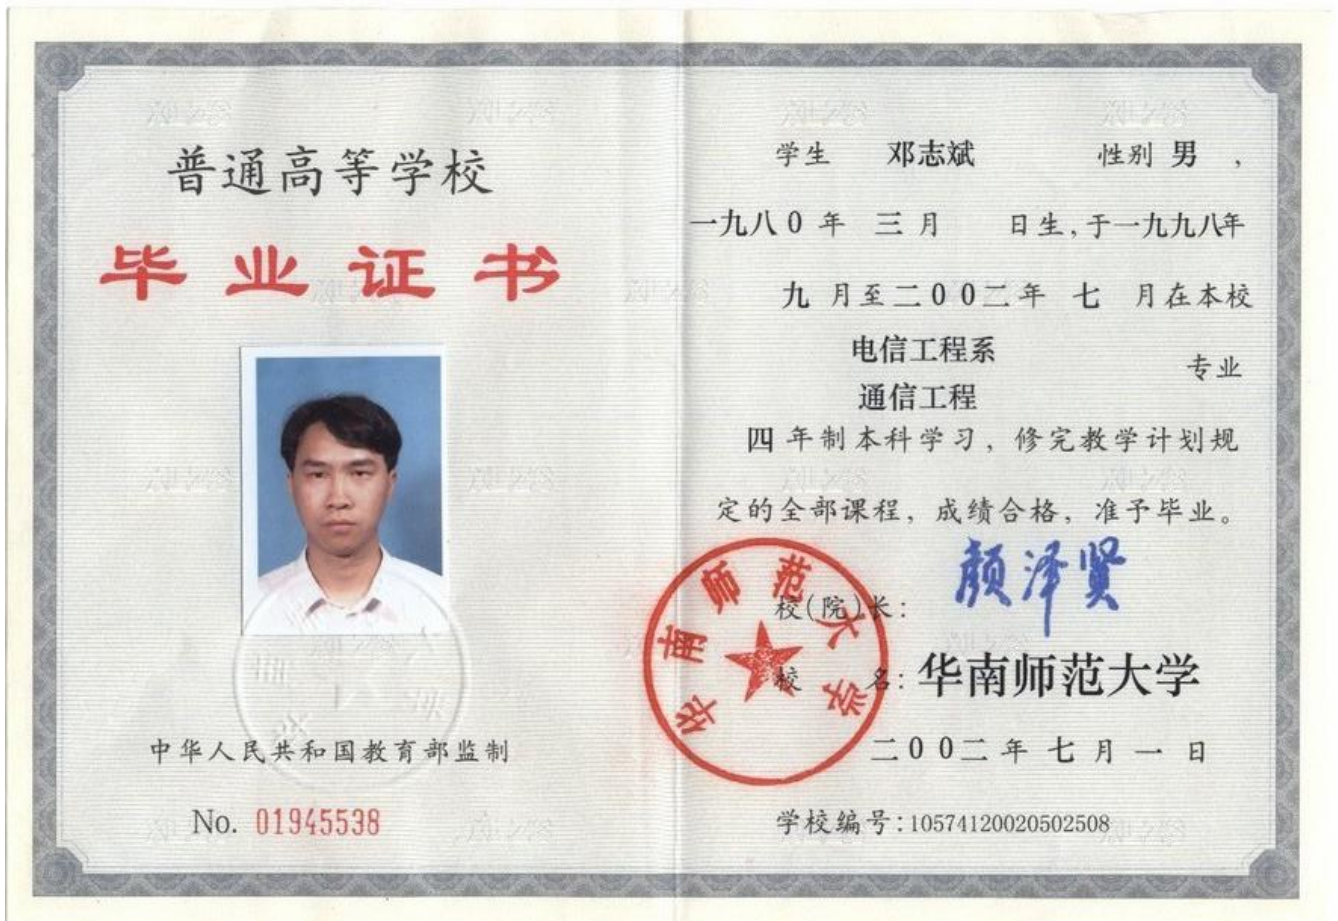 普通高等学校
毕业证书
中华人民共和国教育部监制
No. 01945538
学生 邓志斌 性别 男 ,
一九八0年 三月 日生,于一九九八年
九 月至二00二年 七 月在本校
电信工程系
专业
通信工程
四 年制本科学习, 修完教学计划规
定的全部课程, 成绩合格, 准予毕业。
颜泽贤
校(院)长:
华南师范大学
校 名: 华南师范大学
二00二年 七月 一 日
学校编号:10574120020502508